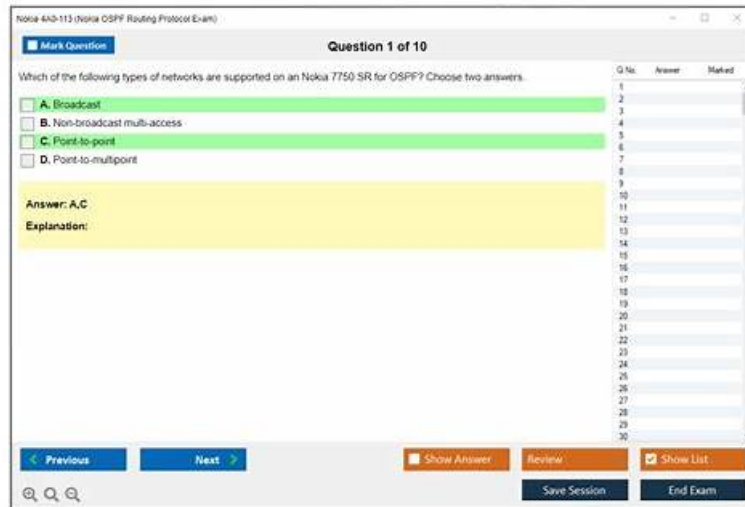 Nokia 4A0-113 (Nokia OSPF Routing Protocol Exam)
Mark Question
Question 1 of 10
Which of the following types of networks are supported on an Nokia 7750 SR for OSPF? Choose two answers.
A. Broadcast
B. Non-broadcast multi-access
C. Point-to-point
D. Point-to-multipoint
Answer: A,C
Explanation:
Q No. Answer Marked
1
2
3
4
5
6
7
8
9
10
11
12
13
14
15
16
17
18
19
20
21
22
23
24
25
26
27
28
29
30
Previous Next Show Answer Review Show List
Save Session End Exam